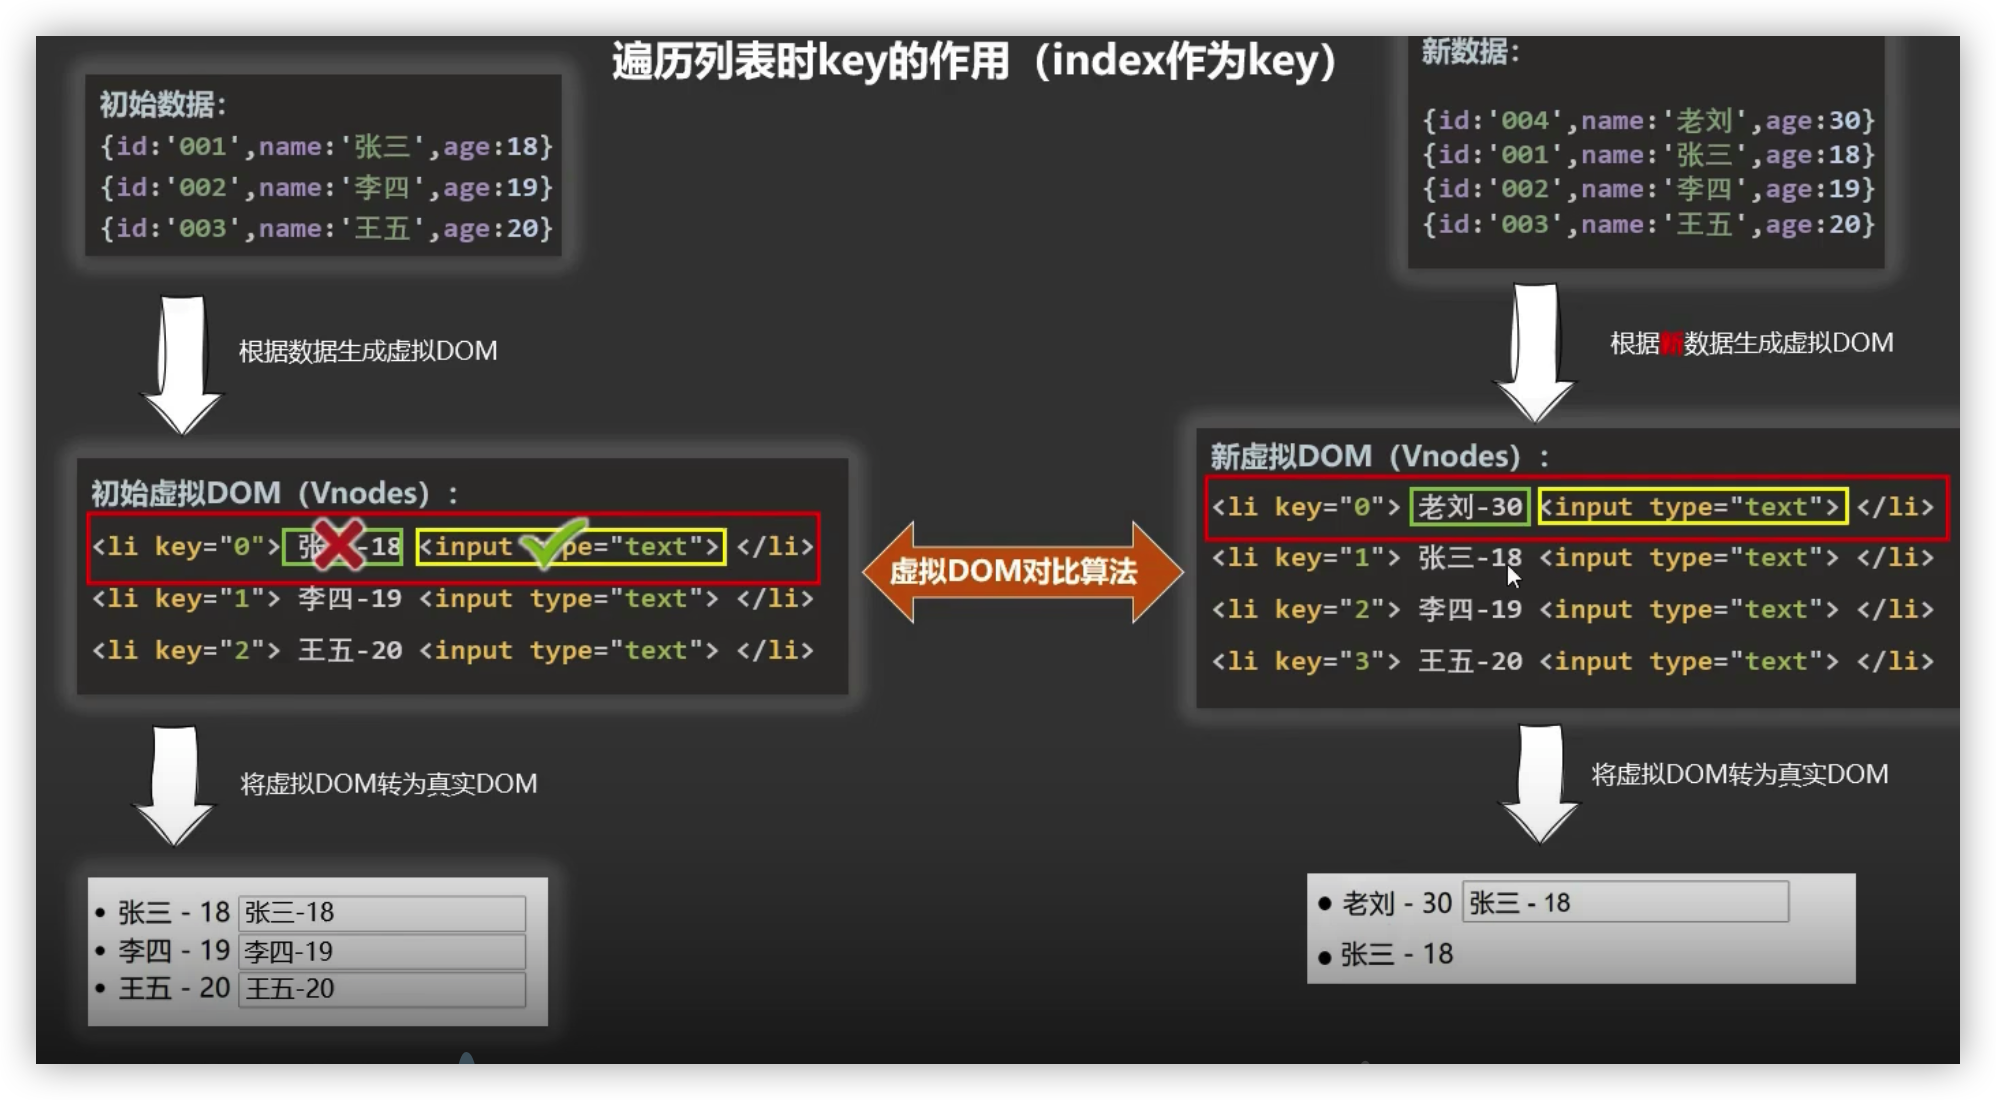 遍历列表时key的作用（index作为key）
初始数据：
{id:'001',name:'张三',age:18}
{id:'002',name:'李四',age:19}
{id:'003',name:'王五',age:20}
根据数据生成虚拟DOM
初始虚拟DOM（Vnodes）：
<li key="0"> 张 -18 <input type="text"> </li>
<li key="1"> 李四-19 <input type="text"> </li>
<li key="2"> 王五-20 <input type="text"> </li>
将虚拟DOM转为真实DOM
• 张三 - 18 张三-18
• 李四 - 19 李四-19
• 王五 - 20 王五-20
虚拟DOM对比算法
新数据：
{id:'004',name:'老刘',age:30}
{id:'001',name:'张三',age:18}
{id:'002',name:'李四',age:19}
{id:'003',name:'王五',age:20}
根据新数据生成虚拟DOM
新虚拟DOM（Vnodes）：
<li key="0"> 老刘-30 <input type="text"> </li>
<li key="1"> 张三-18 <input type="text"> </li>
<li key="2"> 李四-19 <input type="text"> </li>
<li key="3"> 王五-20 <input type="text"> </li>
将虚拟DOM转为真实DOM
• 老刘 - 30 张三 - 18
• 张三 - 18